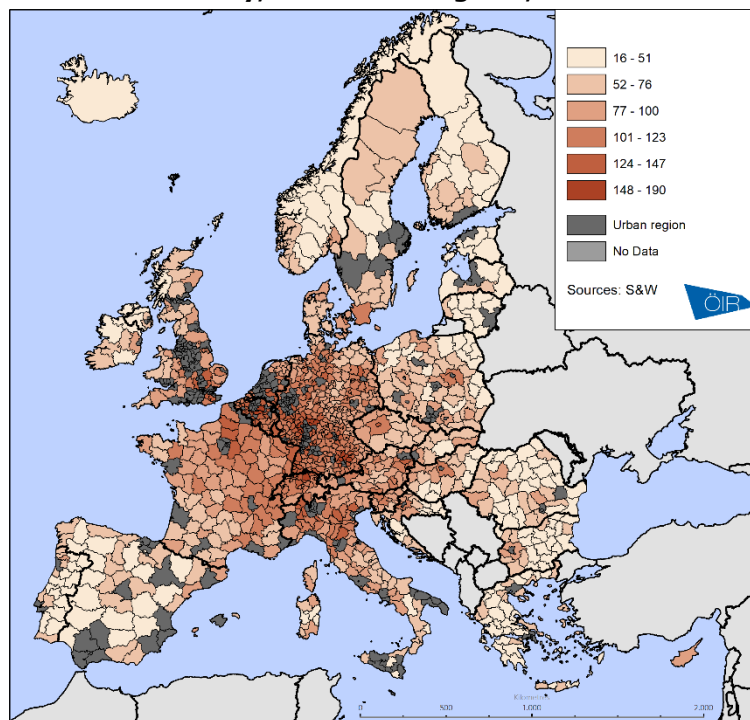 16 - 51
52 - 76
77 - 100
101 - 123
124 - 147
148 - 190
Urban region
No Data
Sources: S&W
ÖIR
Kilometres
0 500 1.000 2.000